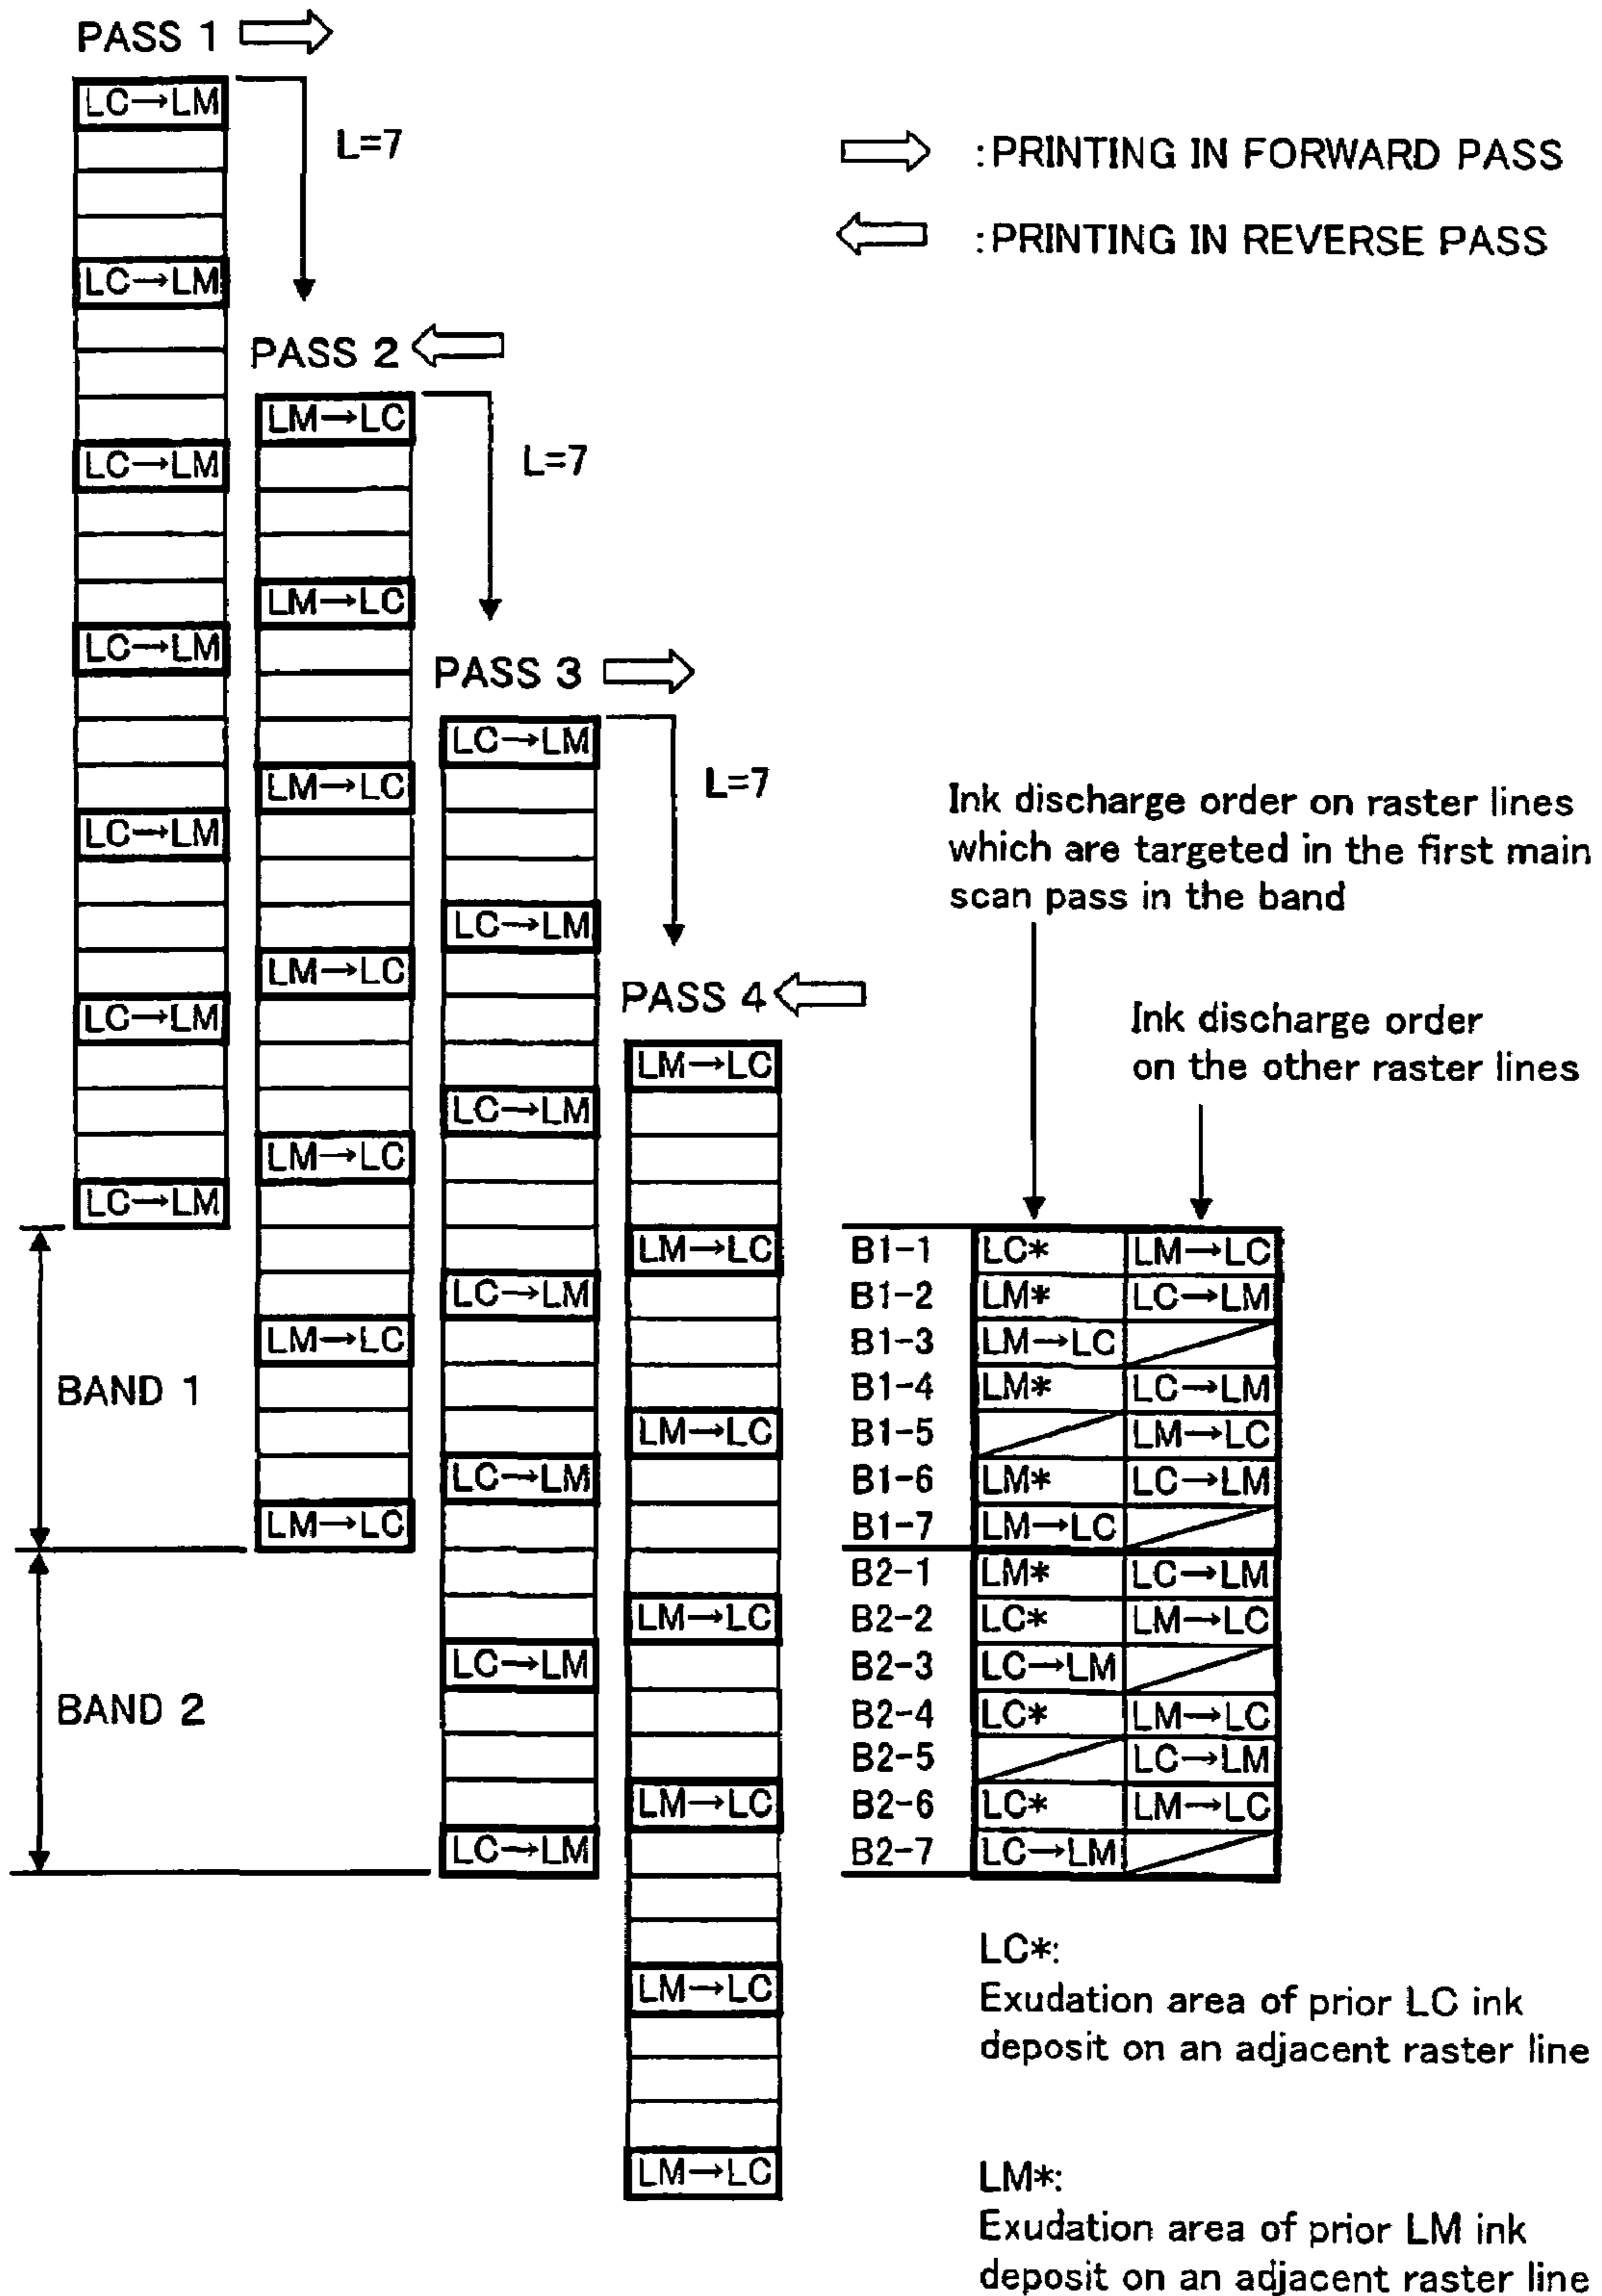 PASS 1
LC→LM
L=7
LC→LM
LC→LM
LC→LM
LC→LM
LC→LM
LC→LM
:PRINTING IN FORWARD PASS
:PRINTING IN REVERSE PASS
PASS 2
LM→LC
L=7
LM→LC
LM→LC
LM→LC
LM→LC
LM→LC
LM→LC
PASS 3
LC→LM
L=7
LC→LM
LC→LM
LC→LM
LC→LM
LC→LM
LC→LM
PASS 4
LM→LC
LM→LC
LM→LC
LM→LC
LM→LC
LM→LC
LM→LC
BAND 1
BAND 2
Ink discharge order on raster lines
which are targeted in the first main
scan pass in the band
Ink discharge order
on the other raster lines
B1-1 LC* LM→LC
B1-2 LM* LC→LM
B1-3 LM→LC
B1-4 LM* LC→LM
B1-5 LM→LC
B1-6 LM* LC→LM
B1-7 LM→LC
B2-1 LM* LC→LM
B2-2 LC* LM→LC
B2-3 LC→LM
B2-4 LC* LM→LC
B2-5 LC→LM
B2-6 LC* LM→LC
B2-7 LC→LM
LC*:
Exudation area of prior LC ink
deposit on an adjacent raster line
LM*:
Exudation area of prior LM ink
deposit on an adjacent raster line